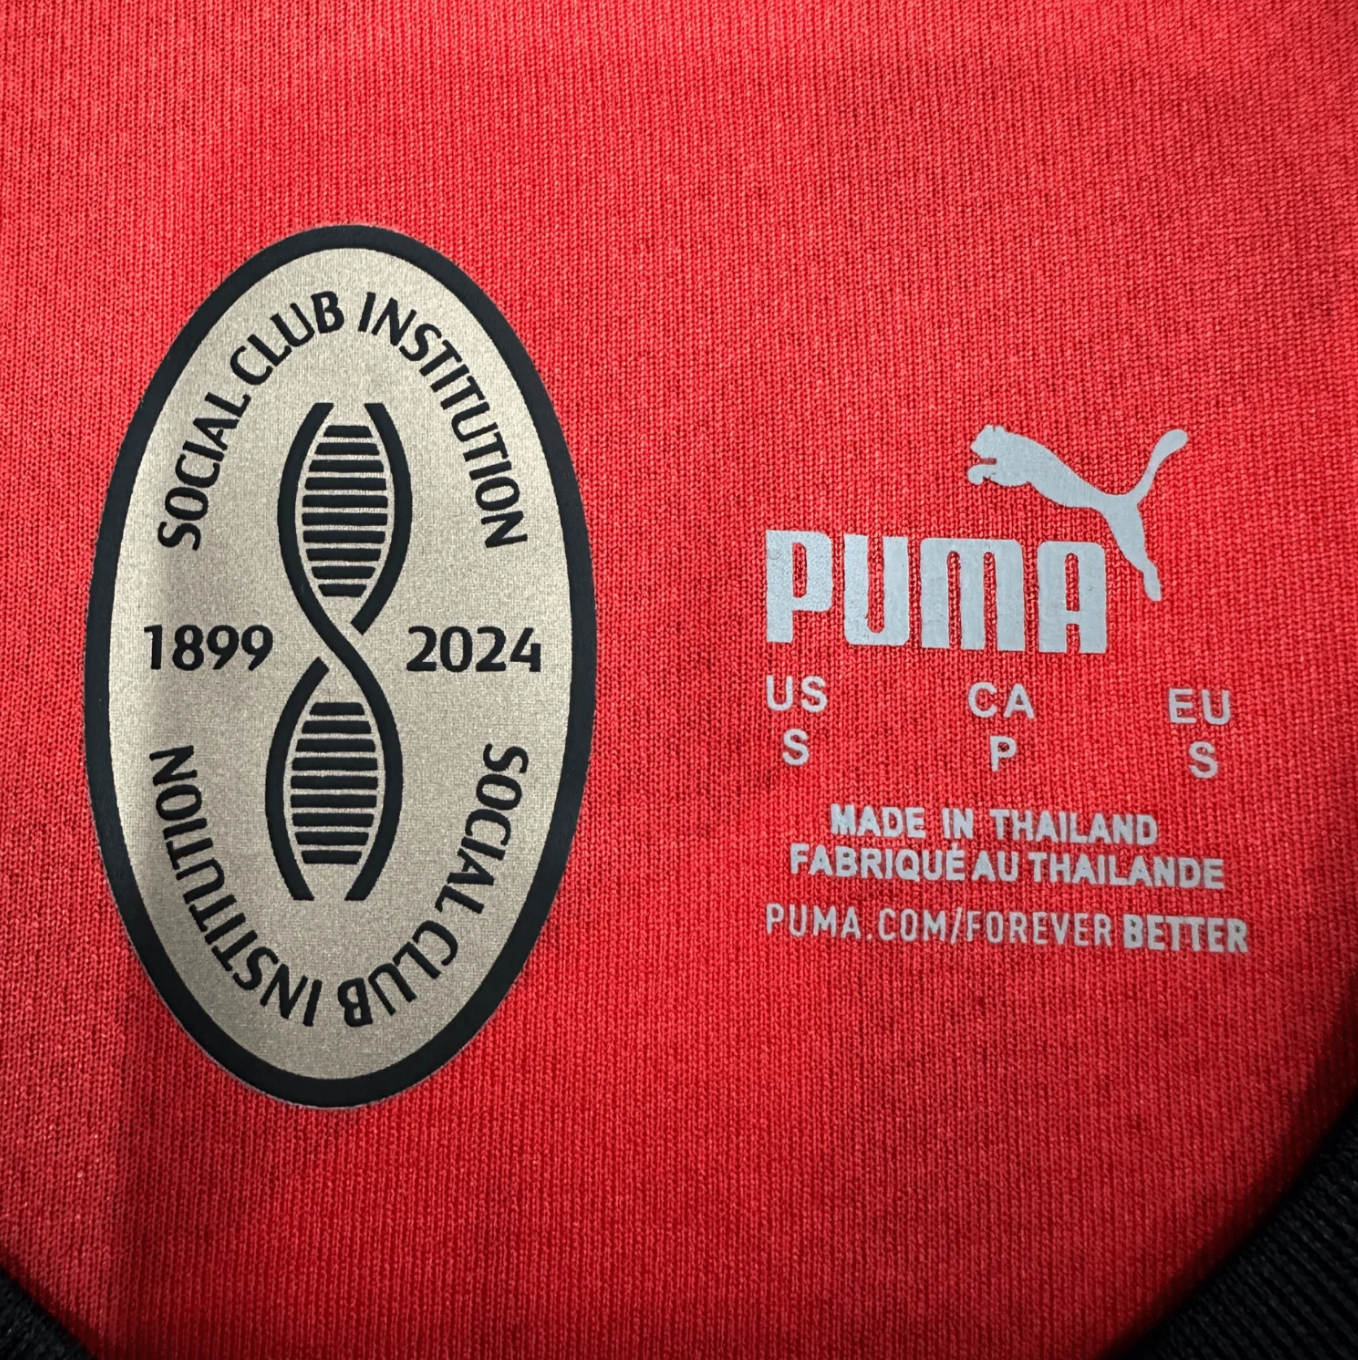 SOCIAL CLUB INSTITUTION
1899 2024
SOCIAL CLUB INSTITUTION
PUMA
US CA EU
S P S
MADE IN THAILAND
FABRIQUÉ AU THAILANDE
PUMA.COM/FOREVER BETTER